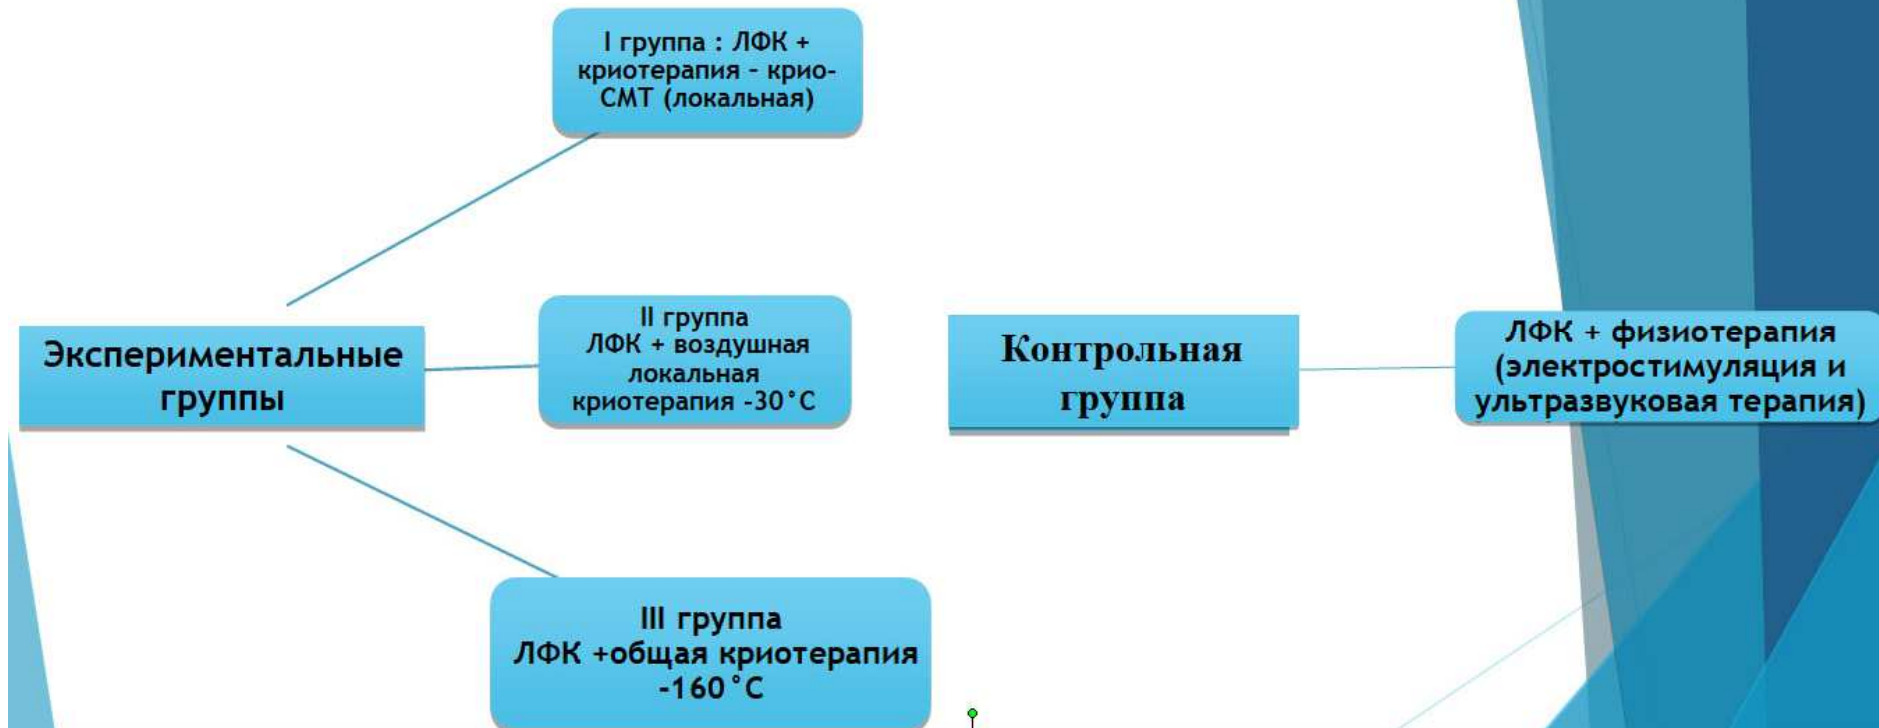 I группа : ЛФК +
криотерапия - крио-
СМТ (локальная)
Экспериментальные
группы
II группа
ЛФК + воздушная
локальная
криотерапия -30°C
III группа
ЛФК +общая криотерапия
-160°C
Контрольная
группа
ЛФК + физиотерапия
(электростимуляция и
ультразвуковая терапия)